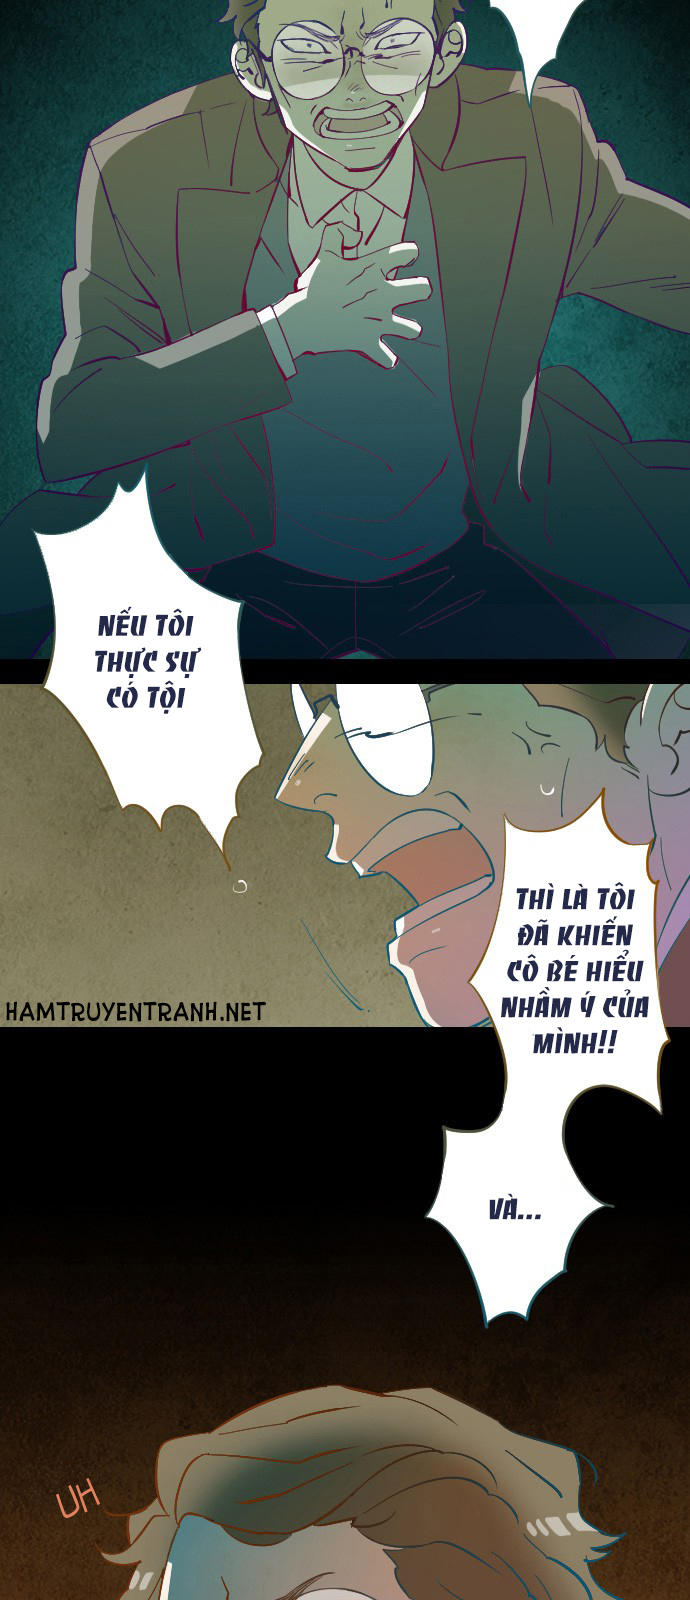 NẾU TÔI
THỰC SỰ
CÓ TỘI
THÌ LÀ TÔI
ĐÃ KHIẾN
CÔ BÉ HIỂU
NHẦM Ý CỦA
MÌNH!!
HAMTRUYENTRANH.NET
VÀ...
UH